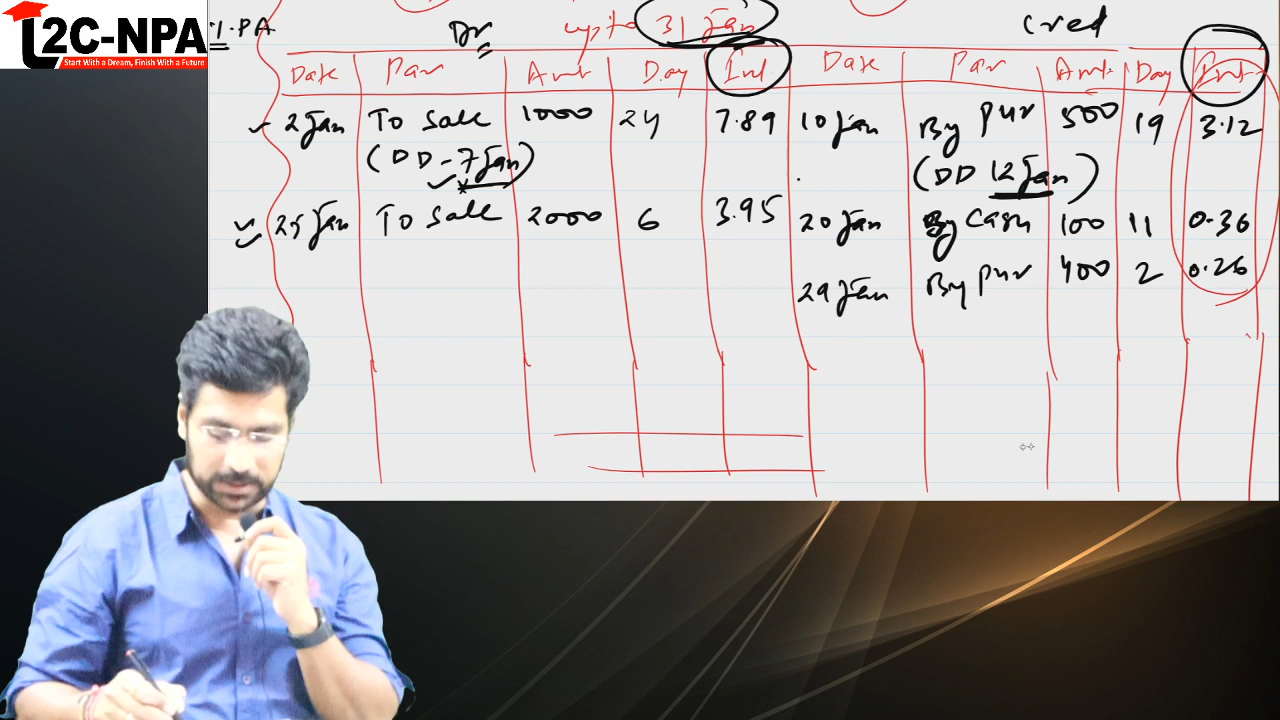 L2C-NPA
Start With a Dream, Finish With a Future
%.PA
Dr upto 31 Jan Cred
Date Par Amt Day Int Date Par Amt. Day Int
2 Jan To Sale 1000 24 7.89 10 Jan By pur 500 19 3.12
(DD - 7 Jan) (DD 12 Jan)
25 Jan To Sale 2000 6 3.95 20 Jan By Cash 100 11 0.36
29 Jan By pur 400 2 0.26